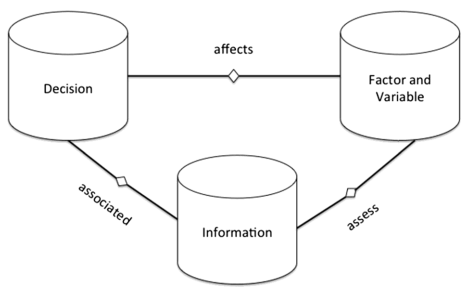 affects
Decision
Factor and
Variable
associated
assess
Information